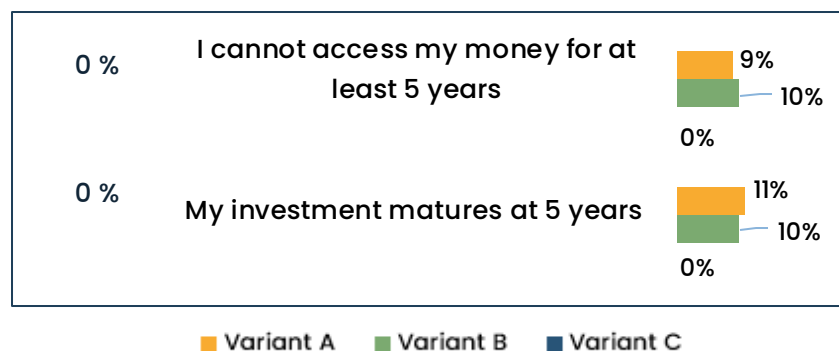 0 %
I cannot access my money for at
least 5 years
9%
10%
0%
0 %
My investment matures at 5 years
11%
10%
0%
Variant A
Variant B
Variant C